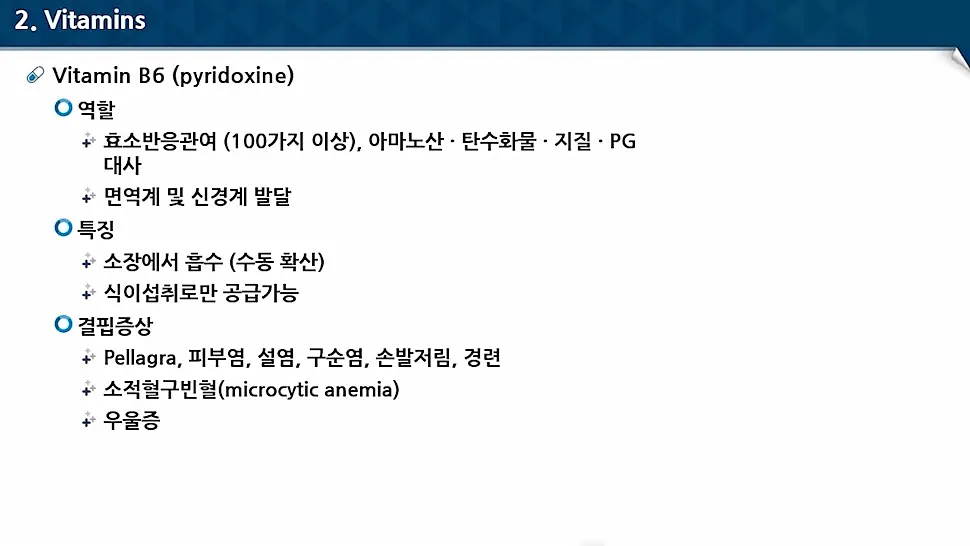 2. Vitamins
Vitamin B6 (pyridoxine)
역할
효소반응관여 (100가지 이상), 아마노산 · 탄수화물 · 지질 · PG
대사
면역계 및 신경계 발달
특징
소장에서 흡수 (수동 확산)
식이섭취로만 공급가능
결핍증상
Pellagra, 피부염, 설염, 구순염, 손발저림, 경련
소적혈구빈혈(microcytic anemia)
우울증